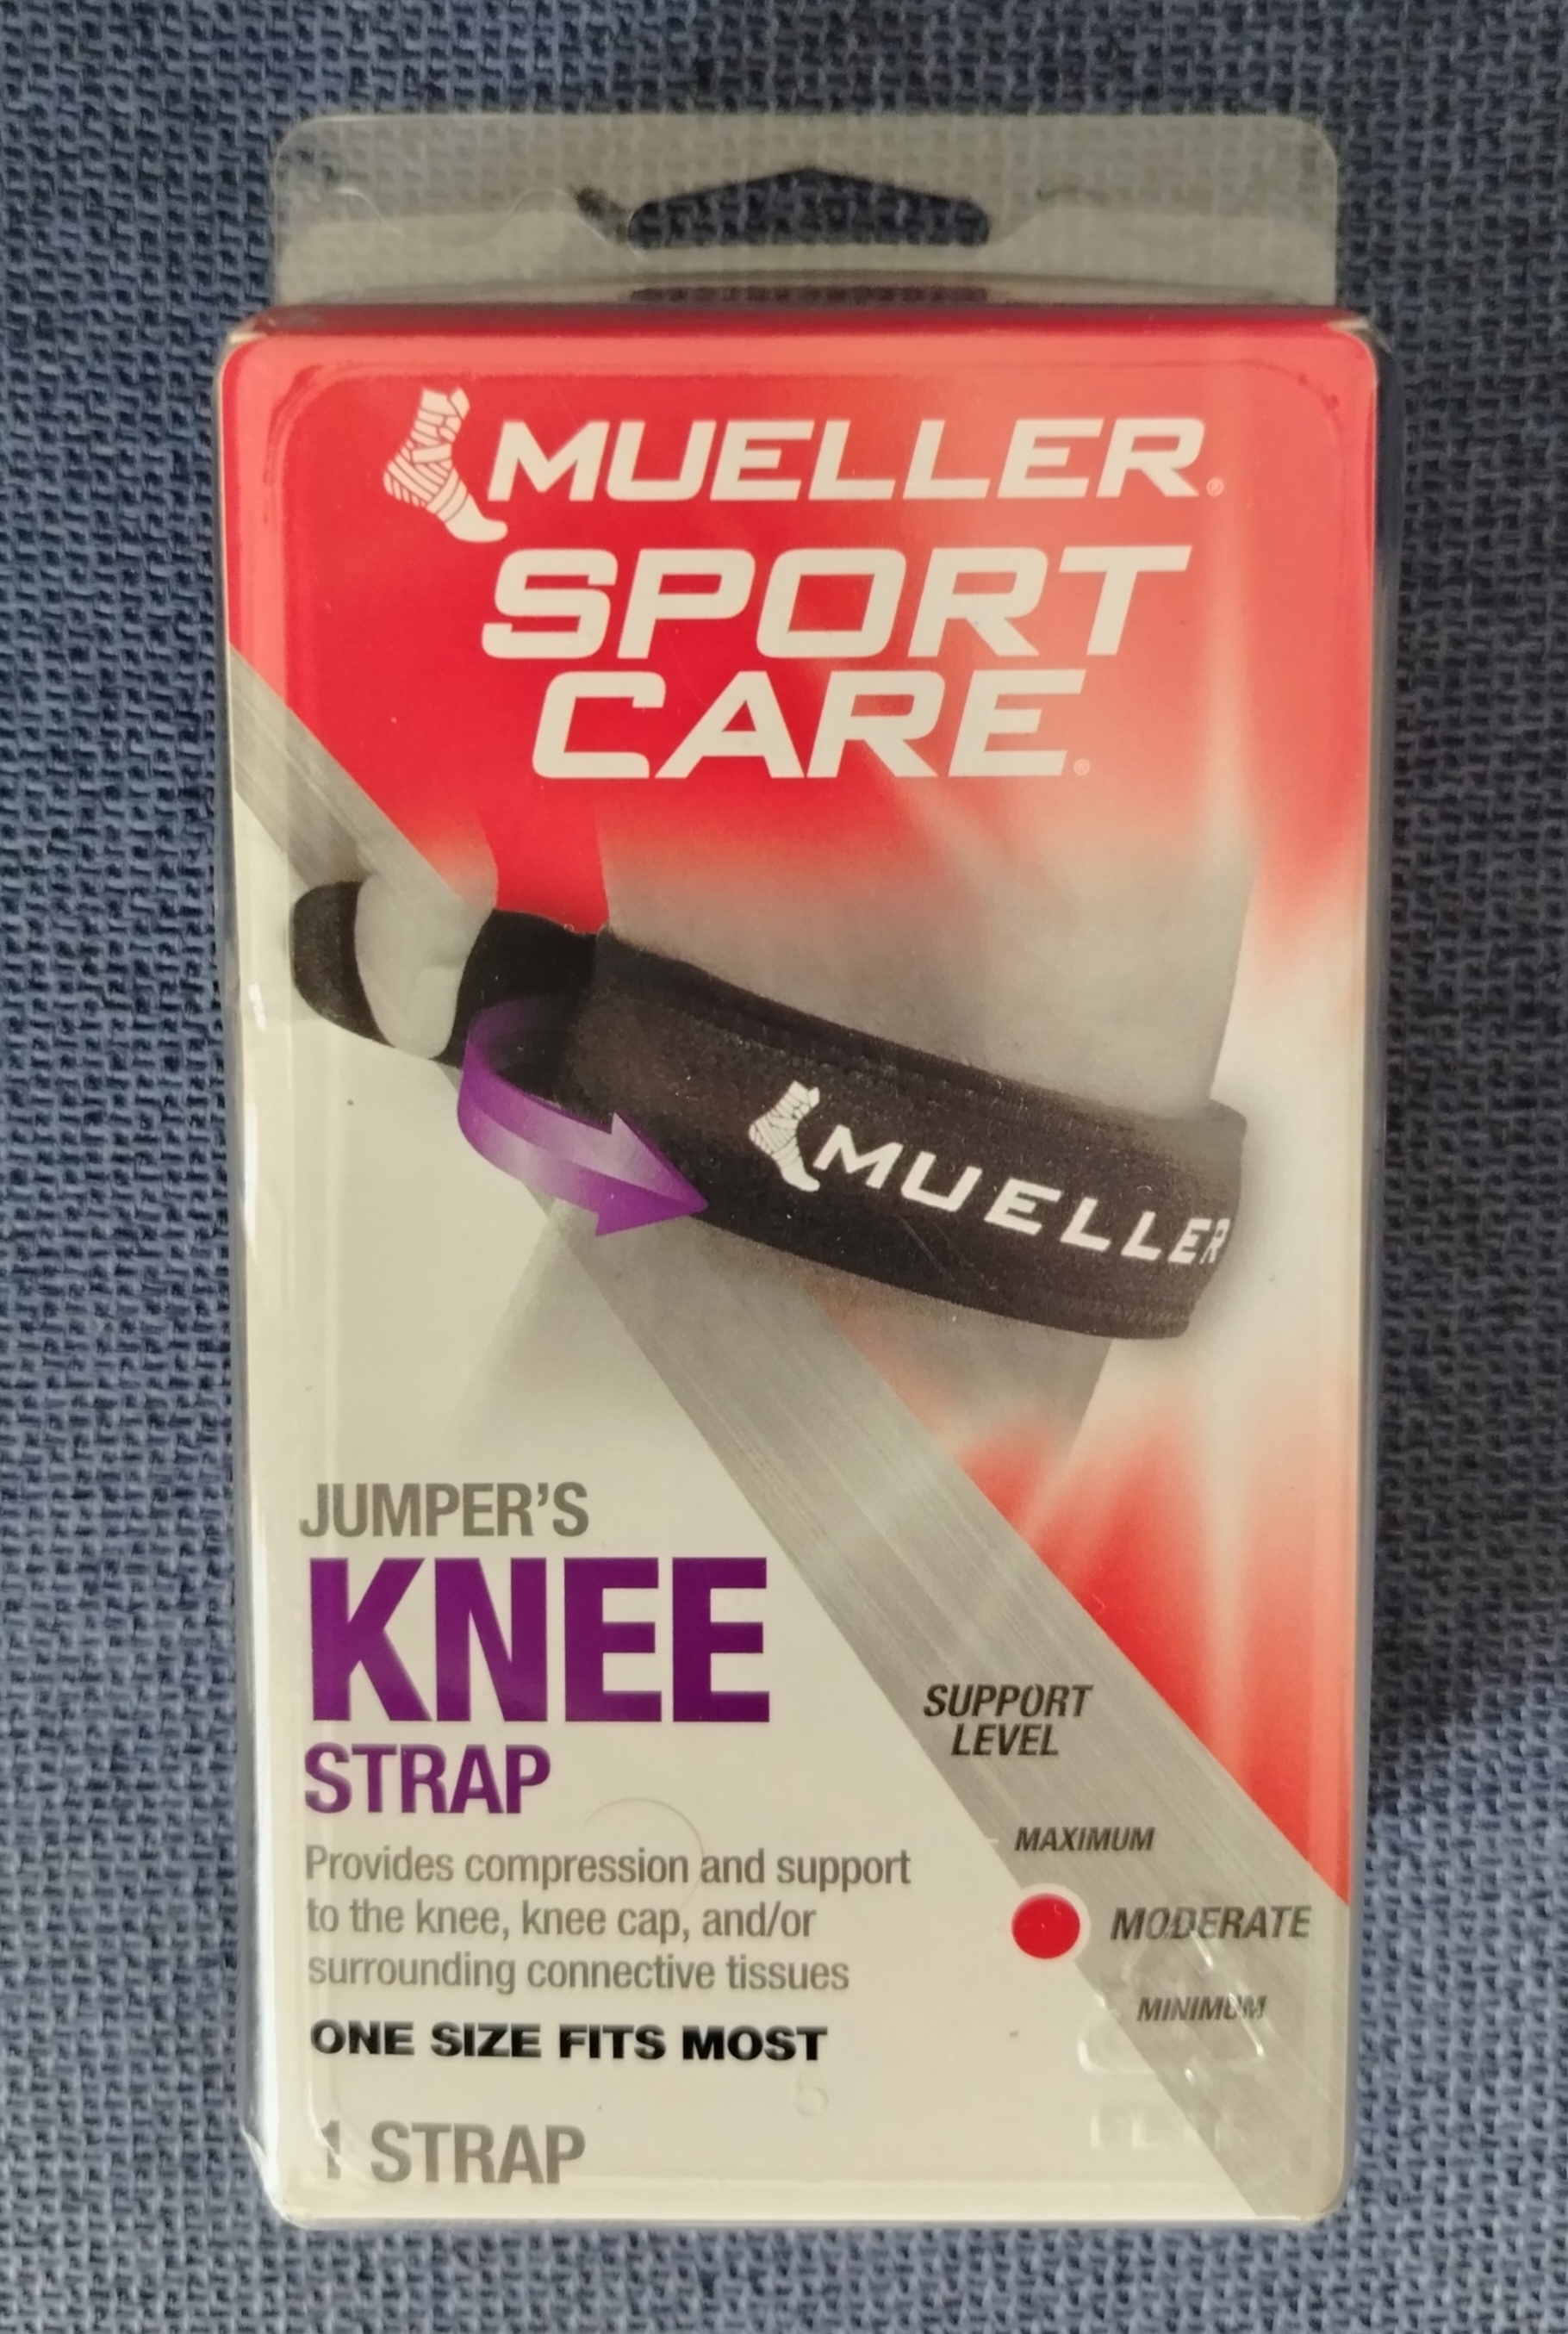 MUELLER®
SPORT
CARE®
MUELLER
JUMPER'S
KNEE
STRAP
Provides compression and support
to the knee, knee cap, and/or
surrounding connective tissues
ONE SIZE FITS MOST
1 STRAP
SUPPORT
LEVEL
MAXIMUM
MODERATE
MINIMUM